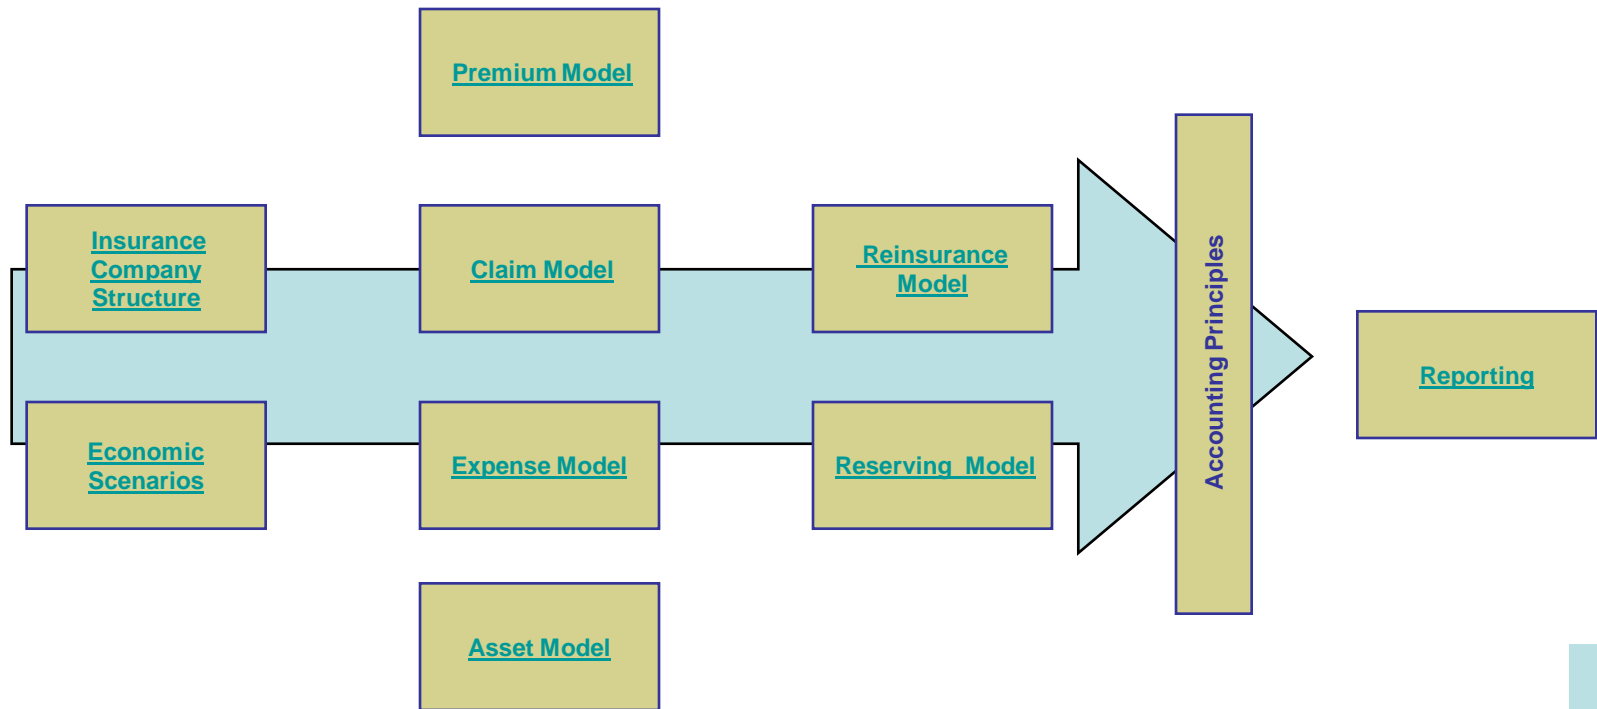 Premium Model
Insurance
Company
Structure
Claim Model
Reinsurance
Model
Accounting Principles
Reporting
Economic
Scenarios
Expense Model
Reserving Model
Asset Model